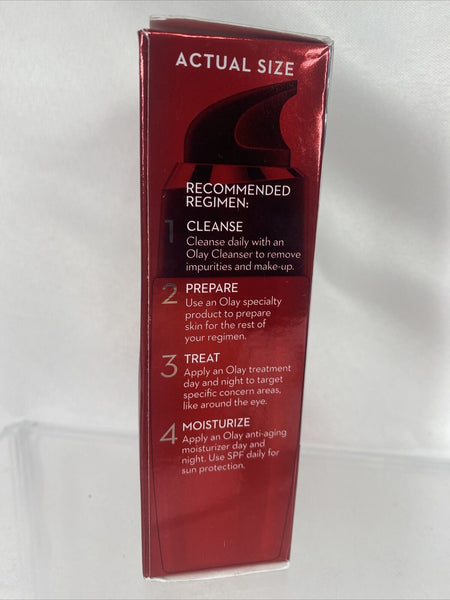 ACTUAL SIZE
RECOMMENDED
REGIMEN:
1 CLEANSE
Cleanse daily with an
Olay Cleanser to remove
impurities and make-up.
2 PREPARE
Use an Olay specialty
product to prepare
skin for the rest of
your regimen.
3 TREAT
Apply an Olay treatment
day and night to target
specific concern areas,
like around the eye.
4 MOISTURIZE
Apply an Olay anti-aging
moisturizer day and
night. Use SPF daily for
sun protection.